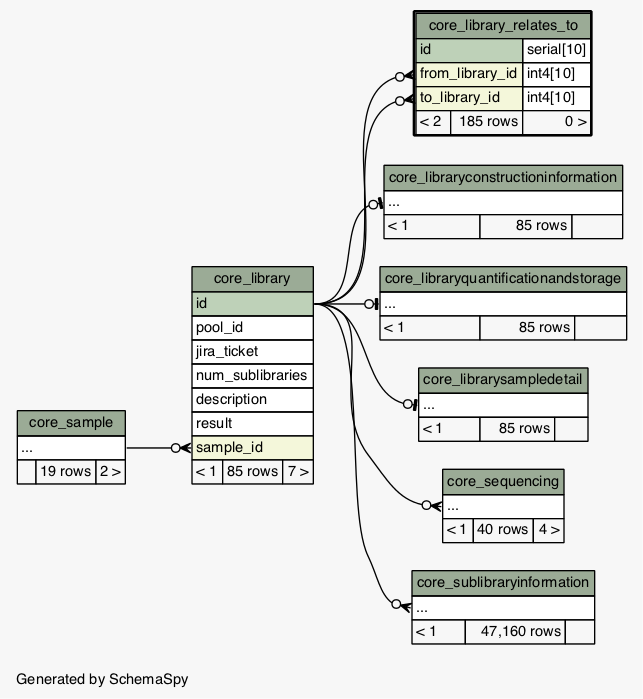 core_library_relates_to
id serial[10]
from_library_id int4[10]
to_library_id int4[10]
< 2 185 rows 0 >
core_libraryconstructioninformation
...
< 1 85 rows
core_library
id
pool_id
jira_ticket
num_sublibraries
description
result
sample_id
< 1 85 rows 7 >
core_libraryquantificationandstorage
...
< 1 85 rows
core_librarysampledetail
...
< 1 85 rows
core_sample
...
19 rows 2 >
core_sequencing
...
< 1 40 rows 4 >
core_sublibraryinformation
...
< 1 47,160 rows
Generated by SchemaSpy